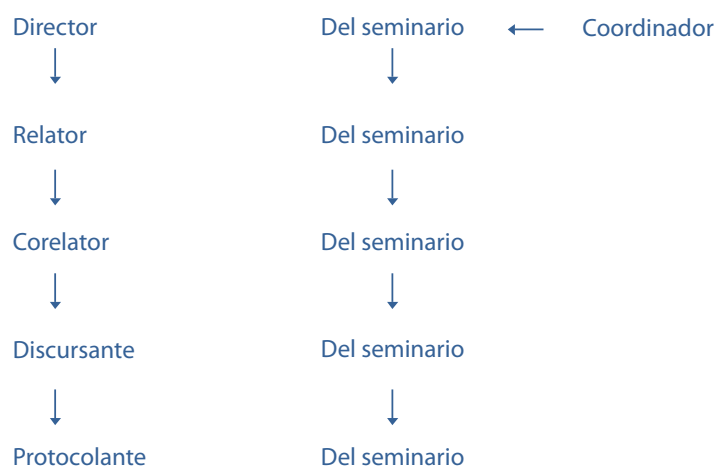 Director Del seminario Coordinador
Relator Del seminario
Corelator Del seminario
Discursante Del seminario
Protocolante Del seminario